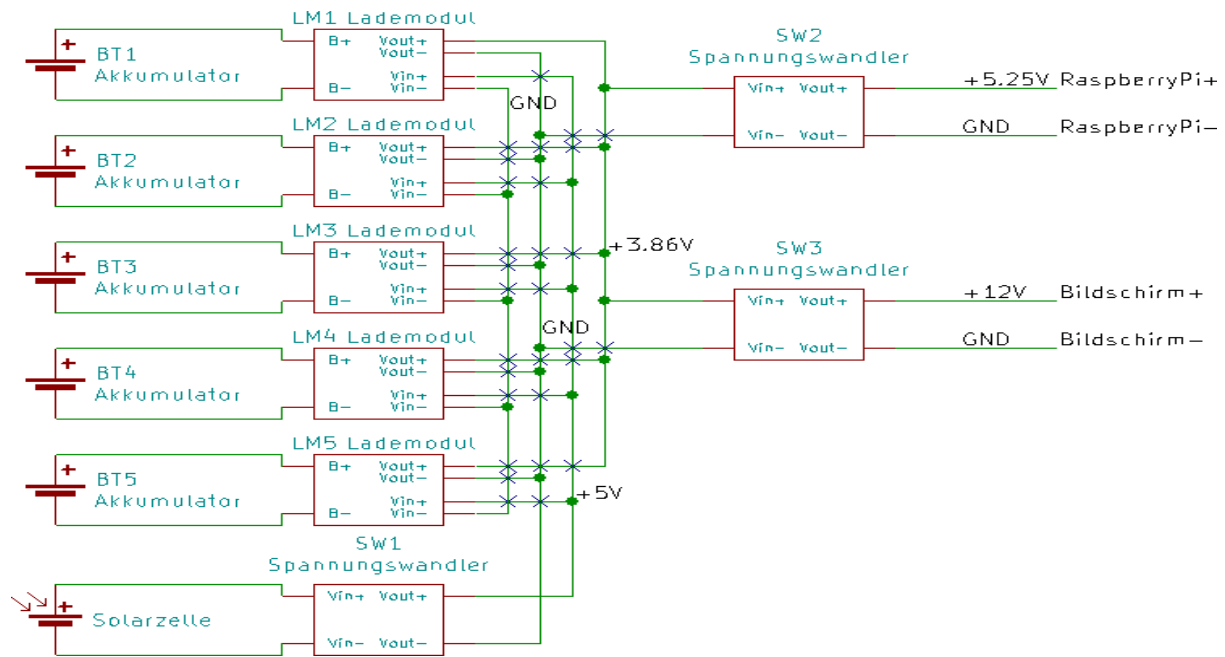 LM1 Lademodul
BT1
Akkumulator
B+ Vout+
Vout-
Vin+
B- Vin-
SW2
Spannungswandler
Vin+ Vout+
Vin- Vout-
+5.25V RaspberryPi+
GND RaspberryPi-
GND
LM2 Lademodul
BT2
Akkumulator
B+ Vout+
Vout-
Vin+
B- Vin-
LM3 Lademodul
BT3
Akkumulator
B+ Vout+
Vout-
Vin+
B- Vin-
+3.86V
SW3
Spannungswandler
Vin+ Vout+
Vin- Vout-
+12V Bildschirm+
GND Bildschirm-
GND
LM4 Lademodul
BT4
Akkumulator
B+ Vout+
Vout-
Vin+
B- Vin-
LM5 Lademodul
BT5
Akkumulator
B+ Vout+
Vout-
Vin+
B- Vin-
+5V
SW1
Spannungswandler
Solarzelle
Vin+ Vout+
Vin- Vout-